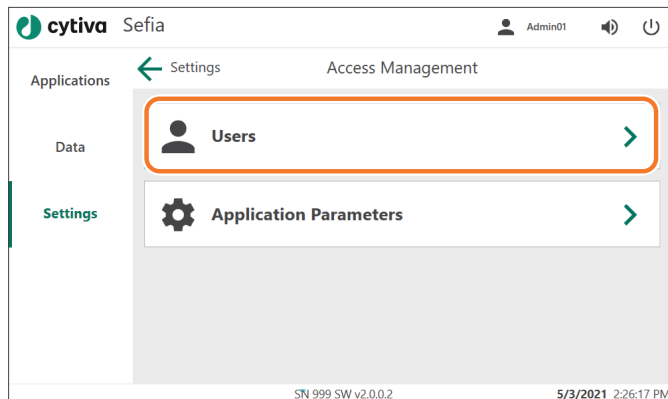 cytiva Sefia Admin01
Applications
Settings Access Management
Users
Data
Settings
Application Parameters
SN 999 SW v2.0.0.2 5/3/2021 2:26:17 PM